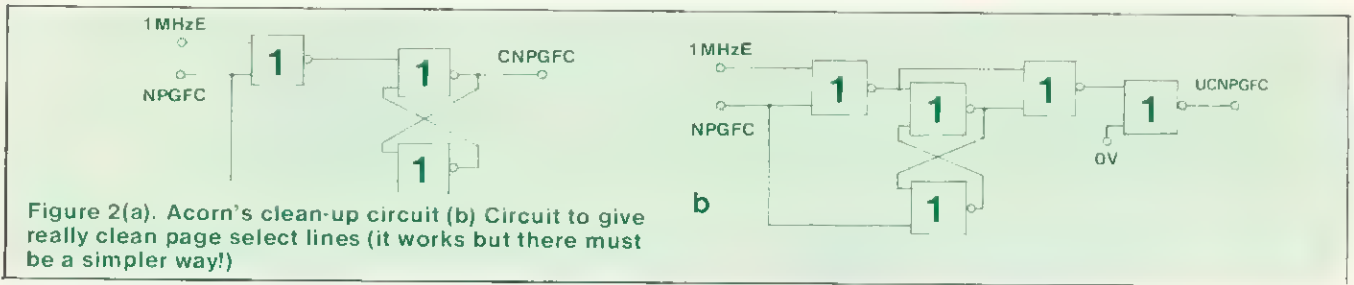 1MHzE
NPGFC
1
1
1
CNPGFC
1MHzE
NPGFC
1
1
1
1
1
0V
UCNPGFC
b
Figure 2(a). Acorn's clean-up circuit (b) Circuit to give
really clean page select lines (it works but there must
be a simpler way!)